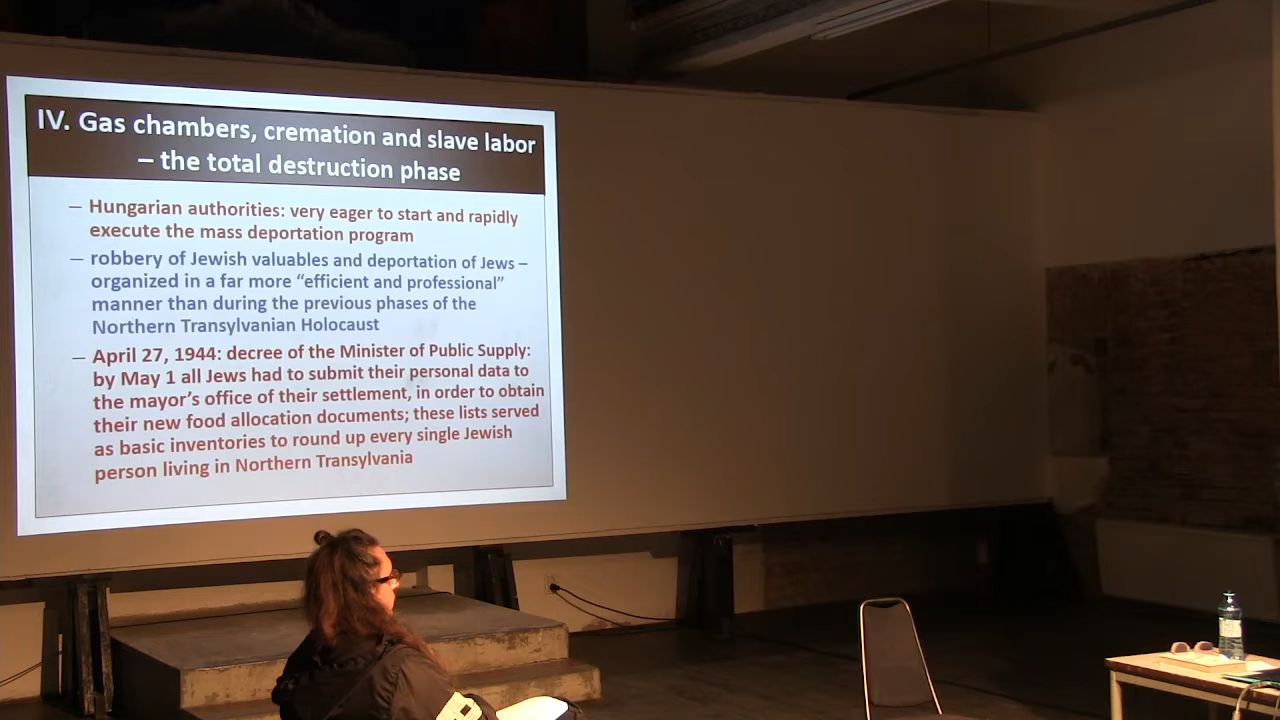 IV. Gas chambers, cremation and slave labor
– the total destruction phase
– Hungarian authorities: very eager to start and rapidly
execute the mass deportation program
– robbery of Jewish valuables and deportation of Jews –
organized in a far more “efficient and professional”
manner than during the previous phases of the
Northern Transylvanian Holocaust
– April 27, 1944: decree of the Minister of Public Supply:
by May 1 all Jews had to submit their personal data to
the mayor’s office of their settlement, in order to obtain
their new food allocation documents; these lists served
as basic inventories to round up every single Jewish
person living in Northern Transylvania